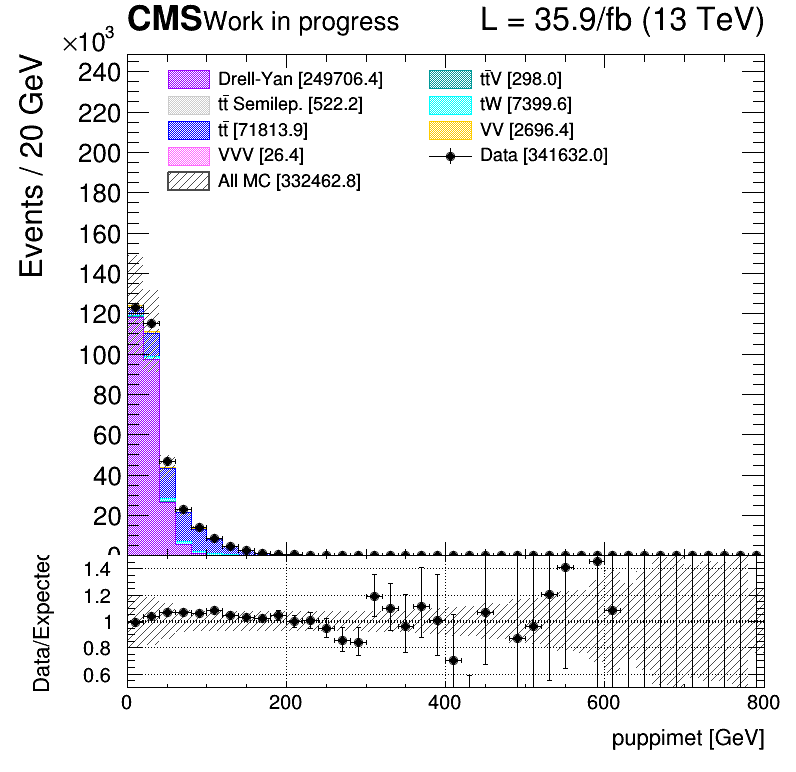 CMS Work in progress L = 35.9/fb (13 TeV)
×10³
Events / 20 GeV
240
220
200
180
160
140
120
100
80
60
40
20
0
Drell-Yan [249706.4]
tt̄ Semilep. [522.2]
tt̄ [71813.9]
VVV [26.4]
All MC [332462.8]
tt̄V [298.0]
tW [7399.6]
VV [2696.4]
Data [341632.0]
Data/Expected
1.4
1.2
1
0.8
0.6
0 200 400 600 800
puppimet [GeV]